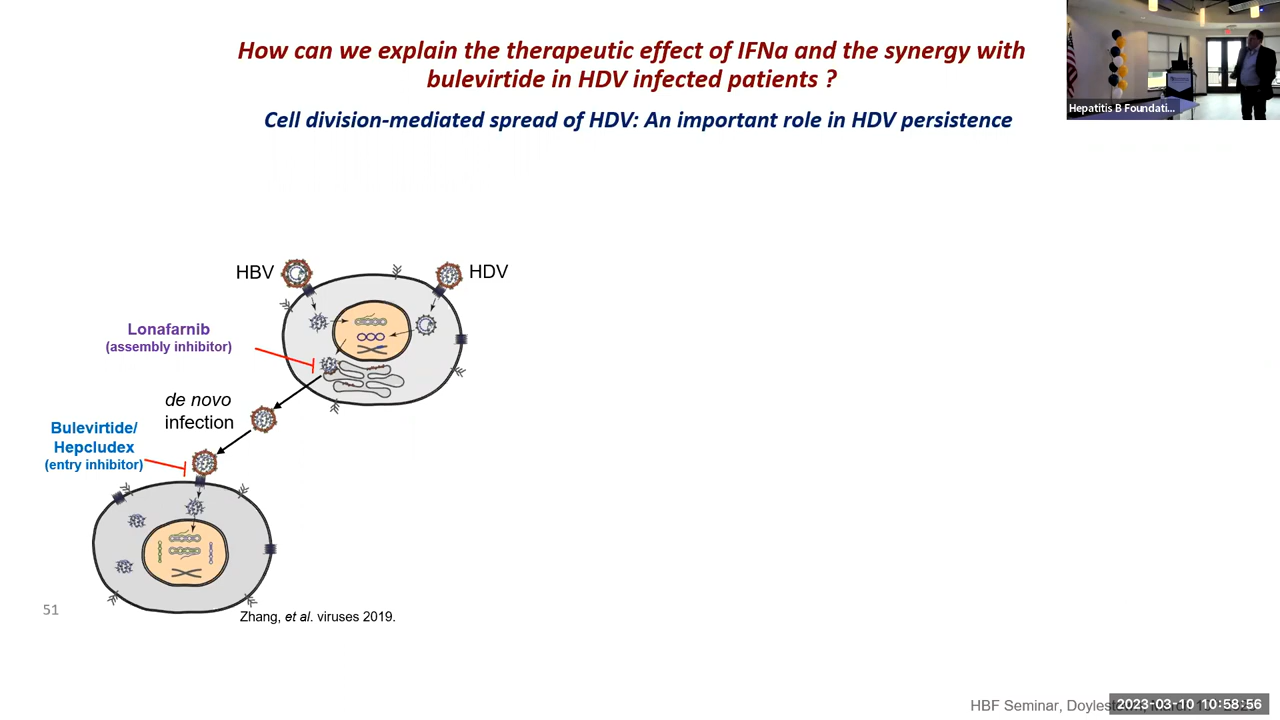 How can we explain the therapeutic effect of IFNa and the synergy with
bulevirtide in HDV infected patients ?
Cell division-mediated spread of HDV: An important role in HDV persistence
Hepatitis B Foundati...
HBV
HDV
Lonafarnib
(assembly inhibitor)
de novo
infection
Bulevirtide/
Hepcludex
(entry inhibitor)
51
Zhang, et al. viruses 2019.
HBF Seminar, Doylest
2023-03-10 10:58:56